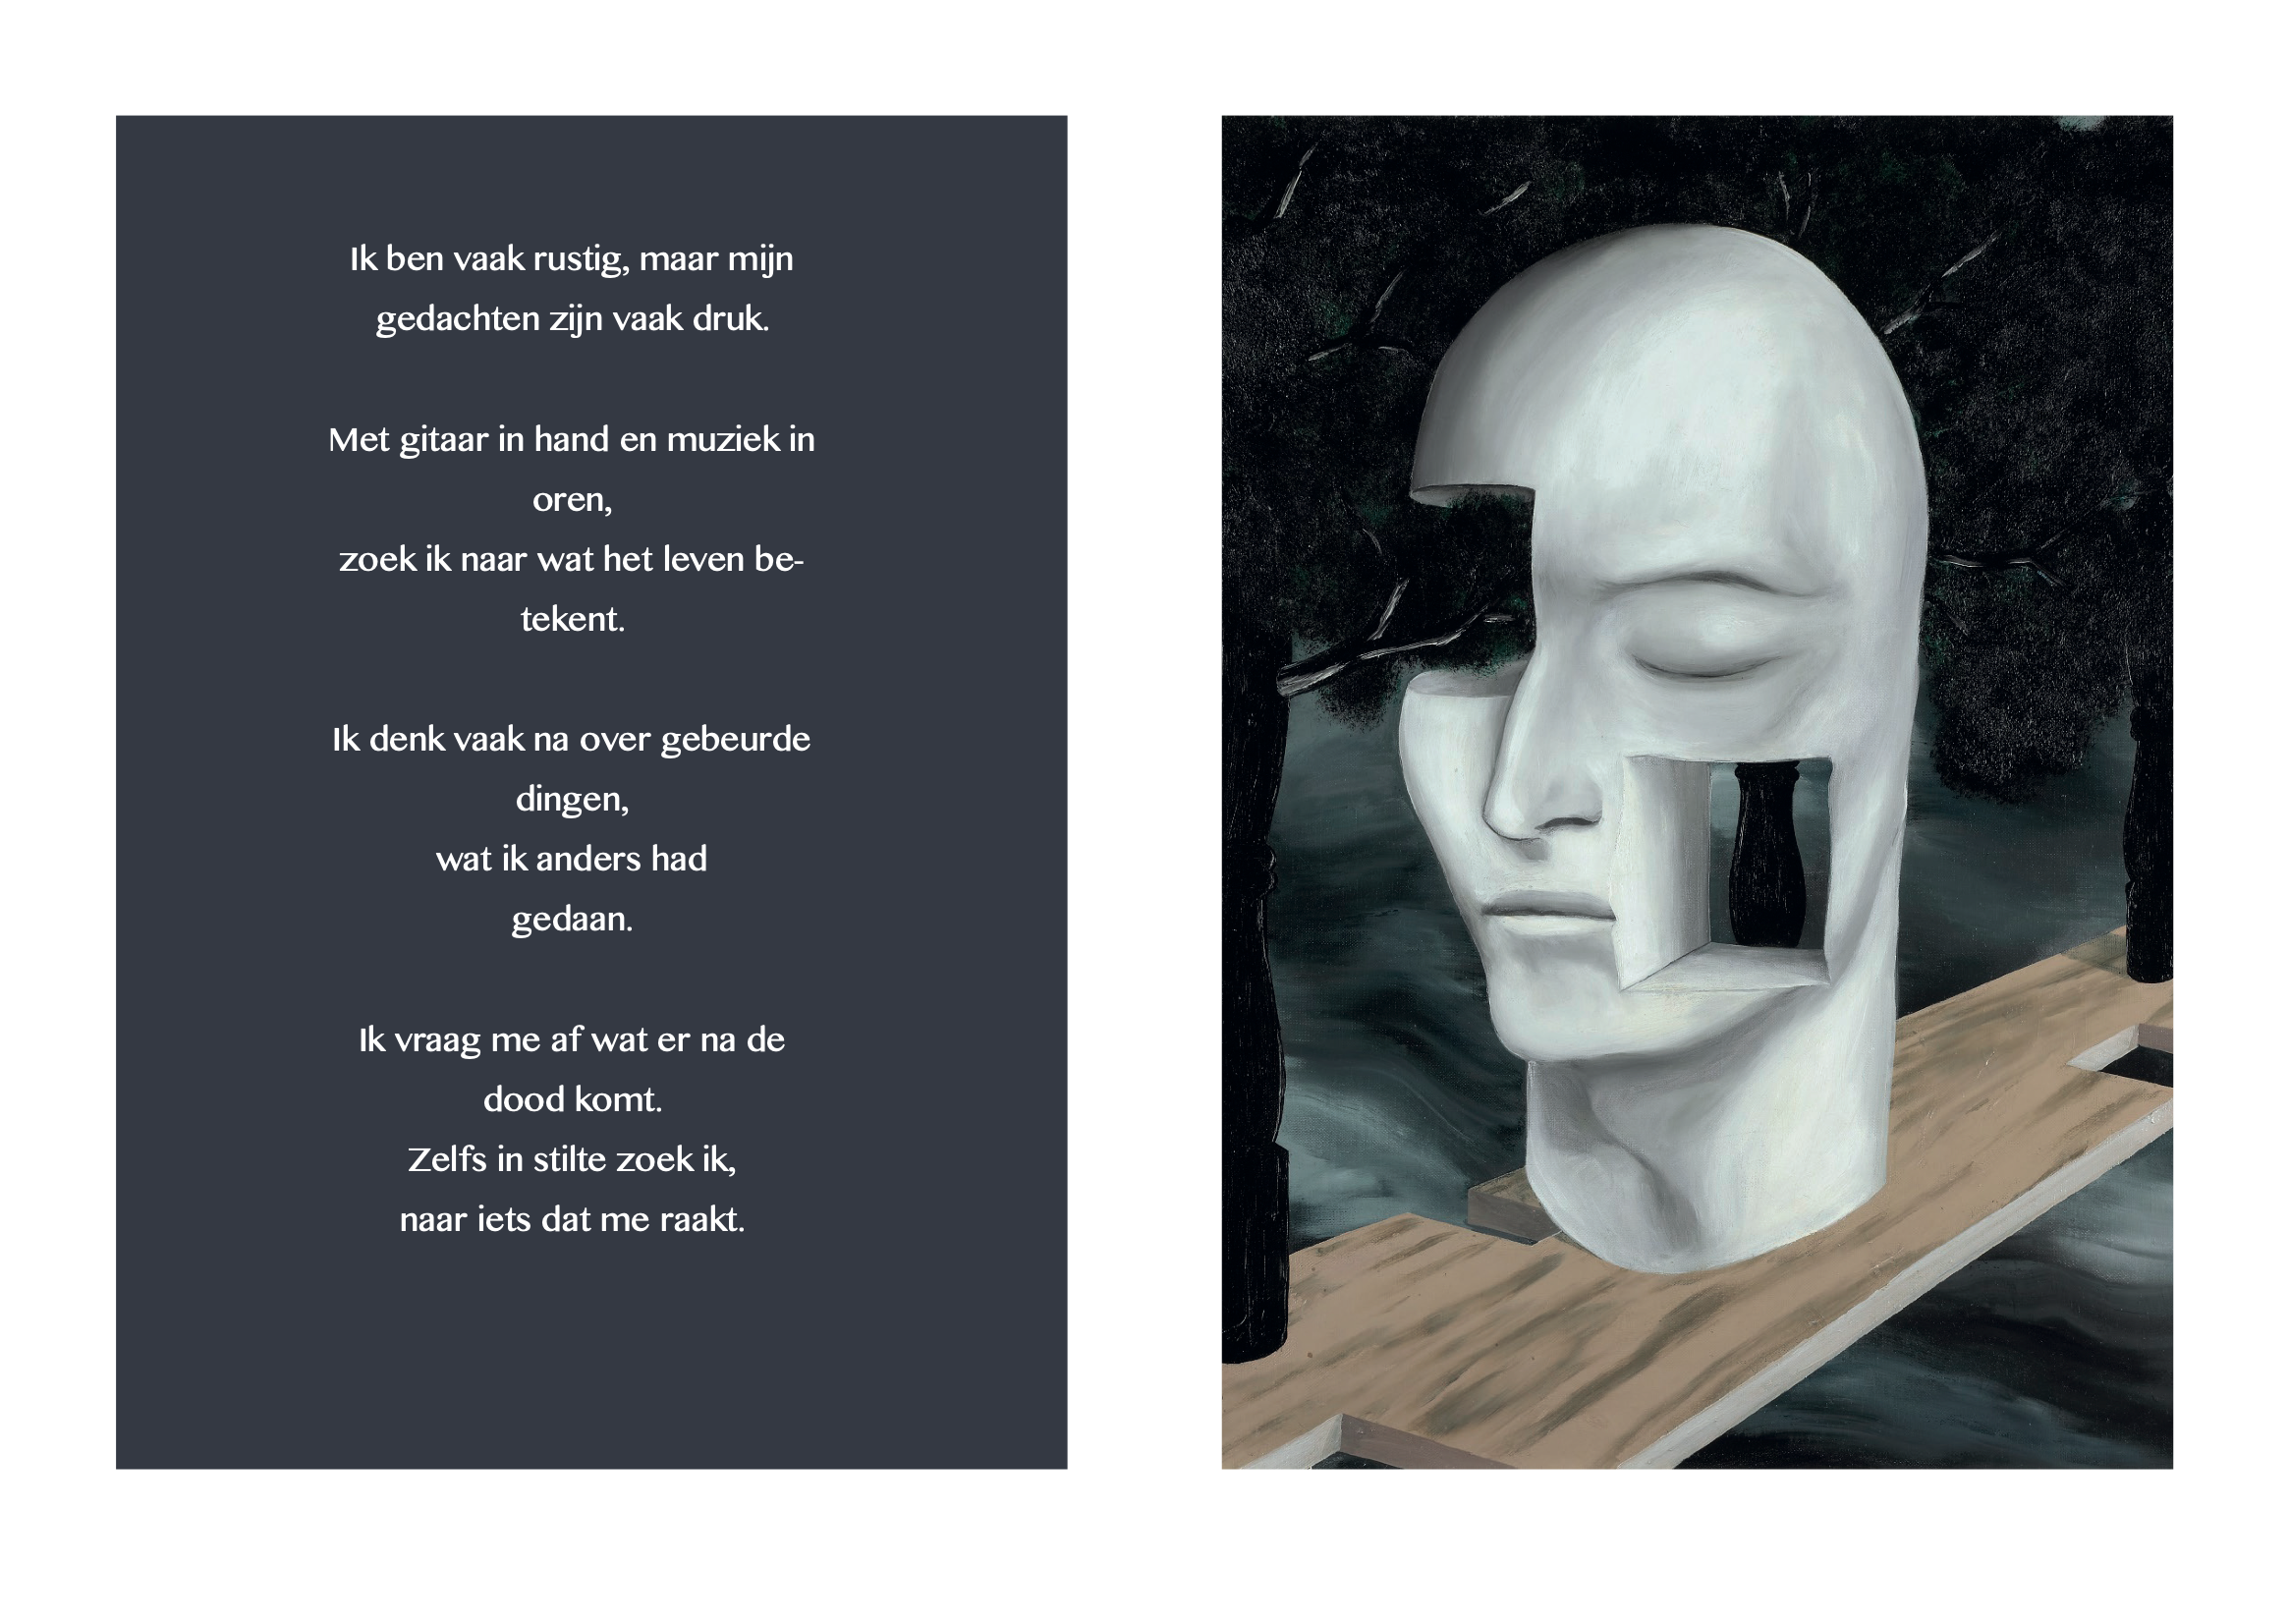 Ik ben vaak rustig, maar mijn
gedachten zijn vaak druk.
Met gitaar in hand en muziek in
oren,
zoek ik naar wat het leven be-
tekent.
Ik denk vaak na over gebeurde
dingen,
wat ik anders had
gedaan.
Ik vraag me af wat er na de
dood komt.
Zelfs in stilte zoek ik,
naar iets dat me raakt.